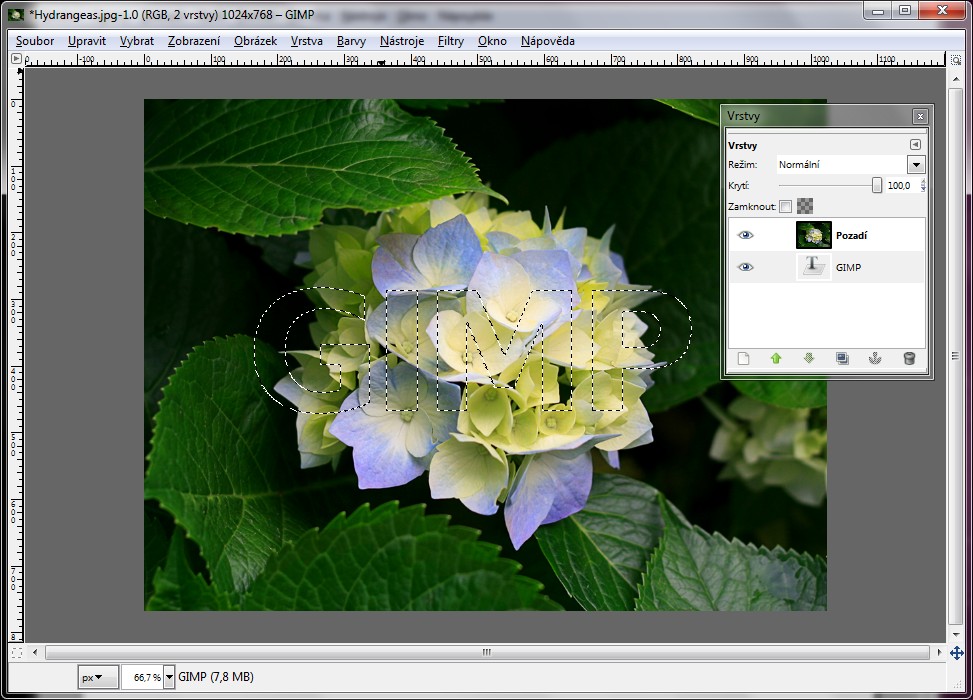 *Hydrangeas.jpg-1.0 (RGB, 2 vrstvy) 1024x768 – GIMP
Soubor Upravit Vybrat Zobrazení Obrázek Vrstva Barvy Nástroje Filtry Okno Nápověda
-100 0 100 200 300 400 500 600 700 800 900 1000 1100
0
100
200
300
400
500
600
700
8
GIMP
Vrstvy
Vrstvy
Režim: Normální
Krytí: 100,0
Zamknout:
Pozadí
T GIMP
px 66,7 % GIMP (7,8 MB)